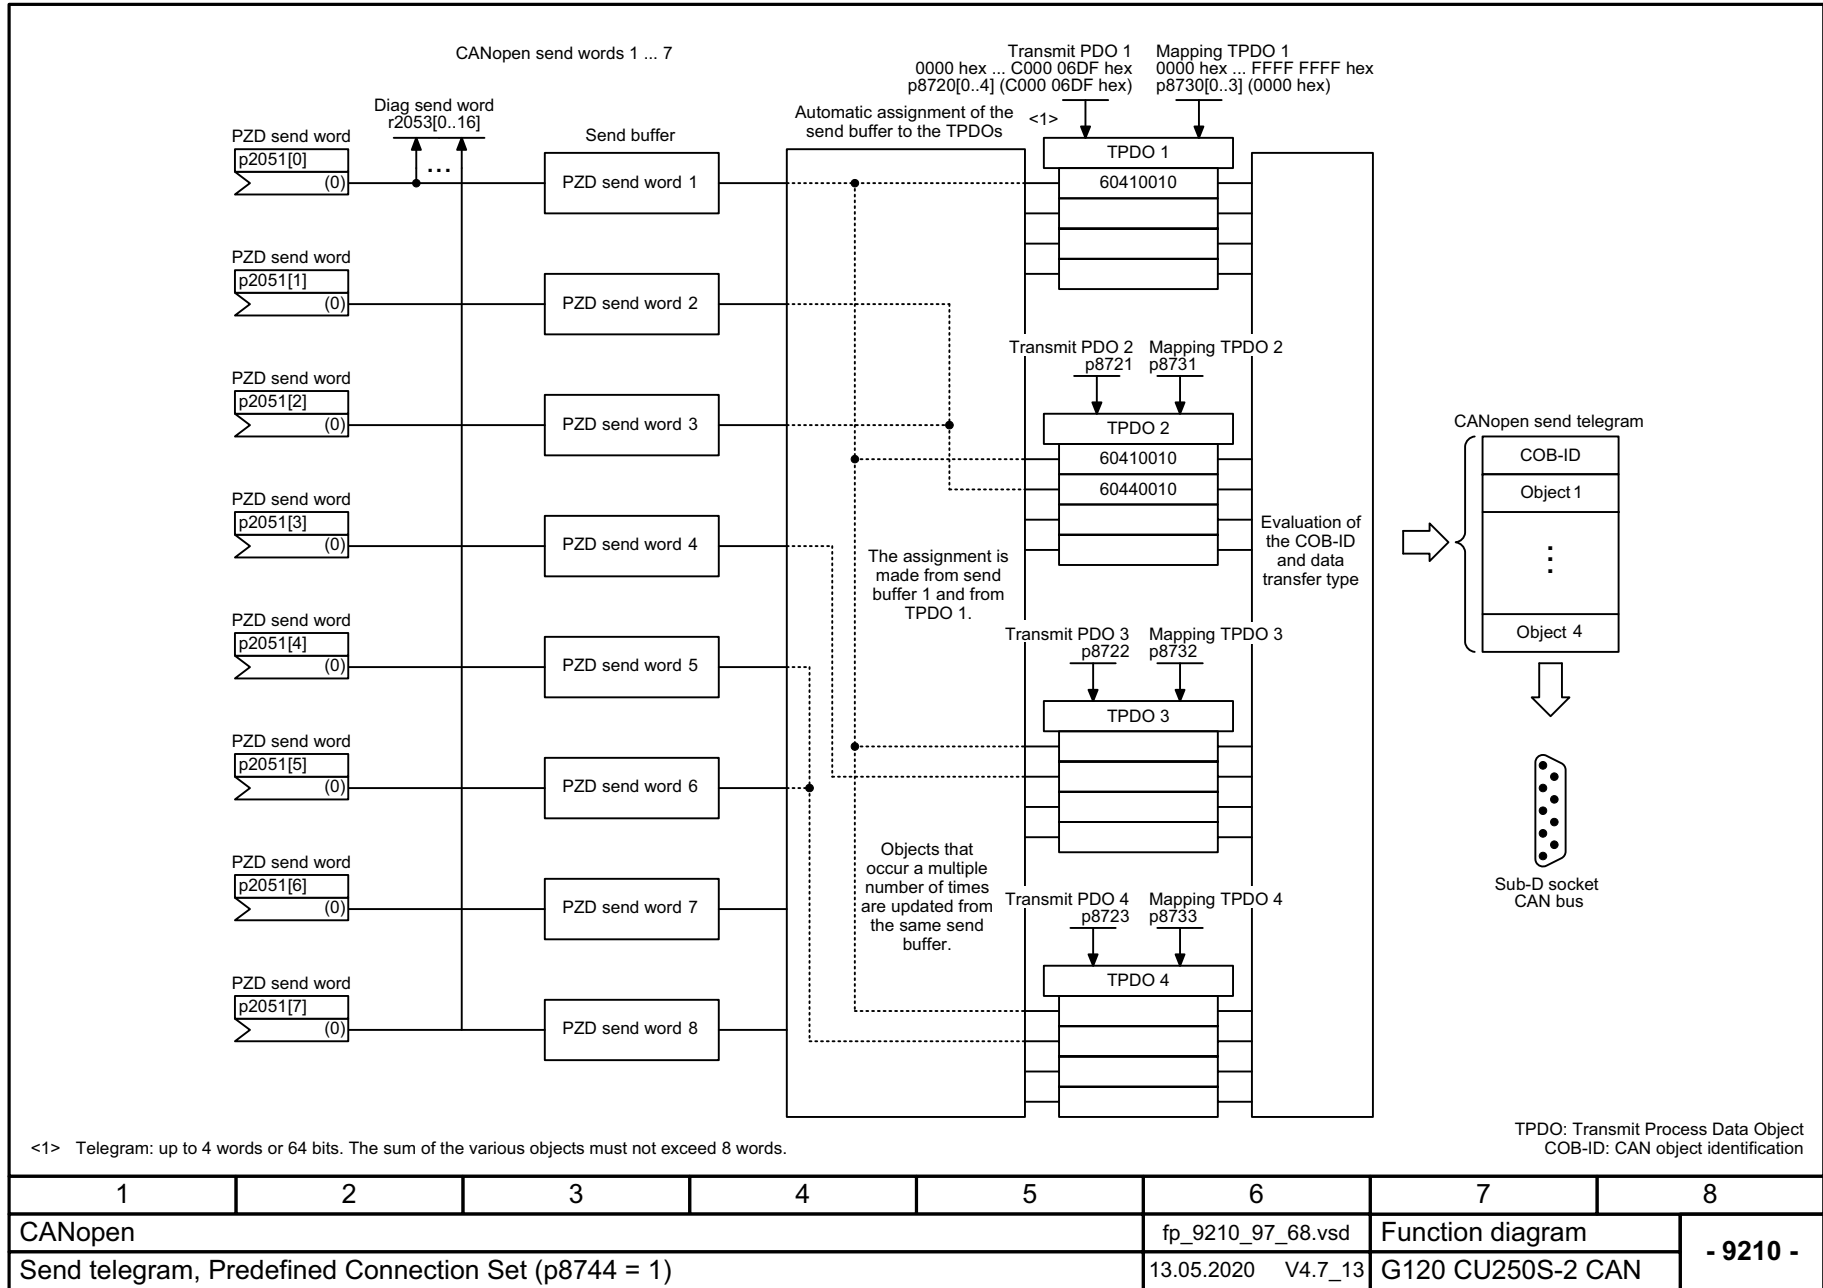 CANopen send words 1 ... 7
Transmit PDO 1
0000 hex ... C000 06DF hex
p8720[0..4] (C000 06DF hex)
Mapping TPDO 1
0000 hex ... FFFF FFFF hex
p8730[0..3] (0000 hex)
Diag send word
r2053[0..16]
...
Send buffer
Automatic assignment of the
send buffer to the TPDOs
<1>
PZD send word
p2051[0]
(0)
PZD send word 1
TPDO 1
60410010
PZD send word
p2051[1]
(0)
PZD send word 2
Transmit PDO 2
p8721
Mapping TPDO 2
p8731
PZD send word
p2051[2]
(0)
PZD send word 3
TPDO 2
60410010
60440010
CANopen send telegram
COB-ID
Object 1
⋮
Object 4
PZD send word
p2051[3]
(0)
PZD send word 4
The assignment is
made from send
buffer 1 and from
TPDO 1.
Evaluation of
the COB-ID
and data
transfer type
PZD send word
p2051[4]
(0)
PZD send word 5
Transmit PDO 3
p8722
Mapping TPDO 3
p8732
TPDO 3
PZD send word
p2051[5]
(0)
PZD send word 6
Objects that
occur a multiple
number of times
are updated from
the same send
buffer.
Sub-D socket
CAN bus
PZD send word
p2051[6]
(0)
PZD send word 7
Transmit PDO 4
p8723
Mapping TPDO 4
p8733
TPDO 4
PZD send word
p2051[7]
(0)
PZD send word 8
<1> Telegram: up to 4 words or 64 bits. The sum of the various objects must not exceed 8 words.
TPDO: Transmit Process Data Object
COB-ID: CAN object identification
1 2 3 4 5 6 7 8
CANopen
fp_9210_97_68.vsd
Function diagram
- 9210 -
Send telegram, Predefined Connection Set (p8744 = 1)
13.05.2020 V4.7_13
G120 CU250S-2 CAN